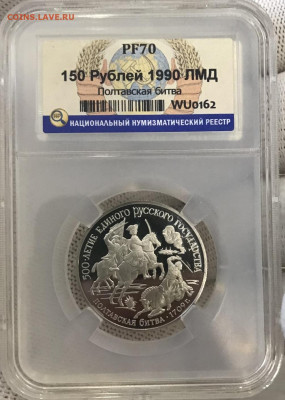 coins.LAVE.RU
PF70
150 Рублей 1990 ЛМД
Полтавская битва
WU0162
НАЦИОНАЛЬНЫЙ НУМИЗМАТИЧЕСКИЙ РЕЕСТР
500-ЛЕТИЕ ЕДИНОГО РУССКОГО ГОСУДАРСТВА
ПОЛТАВСКАЯ БИТВА · 1709 г.